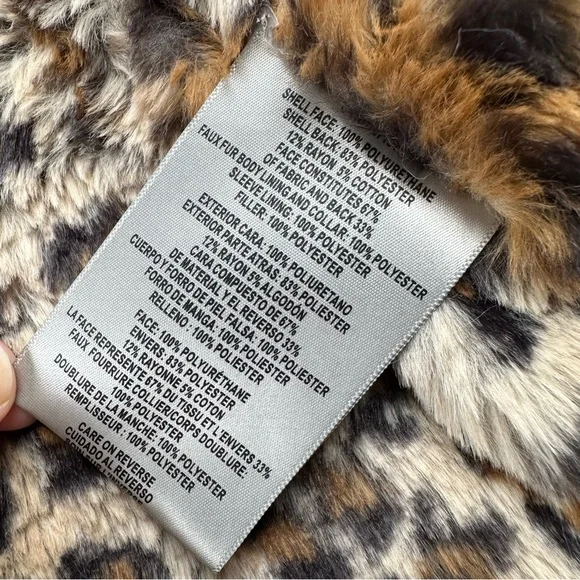 SHELL FACE: 100% POLYURETHANE
SHELL BACK: 83% POLYESTER
12% RAYON 5% COTTON
FACE CONSTITUTES 67%
OF FABRIC AND BACK 33%
FAUX FUR BODY LINING AND COLLAR: 100% POLYESTER
SLEEVE LINING: 100% POLYESTER
FILLER: 100% POLYESTER
EXTERIOR CARA: 100% POLIURETANO
EXTERIOR PARTE ATRAS: 83% POLIESTER
12% RAYON 5% ALGODON
CARA COMPUESTO DE 67%
DE MATERIAL Y EL REVERSO 33%
CUERPO Y FORRO DE PIEL FALSA: 100% POLIESTER
FORRO DE MANGA: 100% POLIESTER
RELLENO : 100% POLIESTER
FACE: 100% POLYURÉTHANE
ENVERS: 83% POLYESTER
12% RAYONNE 5% COTON
LA FACE REPRÉSENTE 67% DU TISSU ET L'ENVERS 33%
FAUX FOURRURE COLLIER/CORPS DOUBLURE:
100% POLYESTER
DOUBLURE DE LA MANCHE: 100% POLYESTER
REMPLISSEUR : 100% POLYESTER
CARE ON REVERSE
CUIDADO AL REVERSO